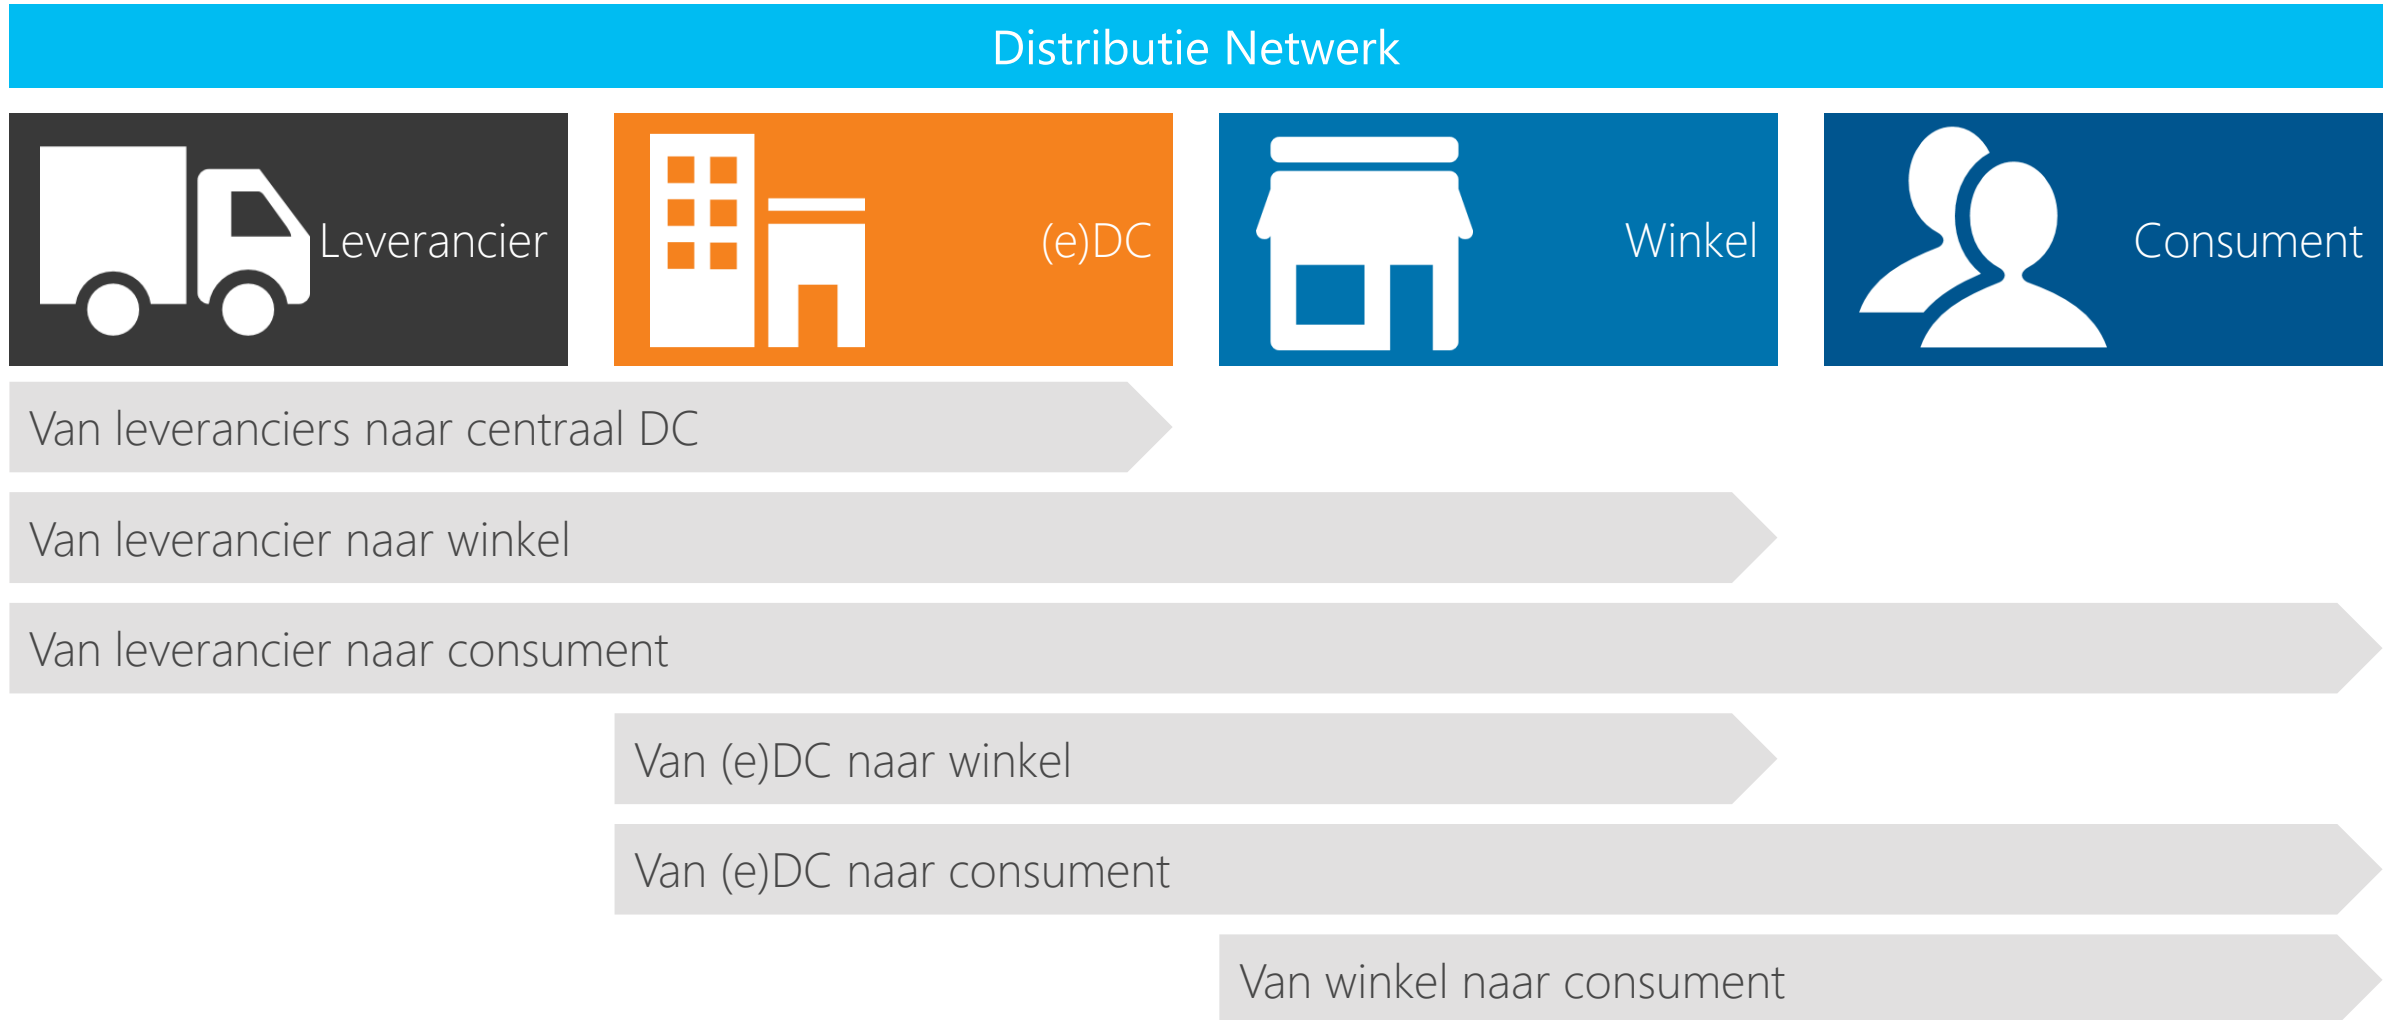 Distributie Netwerk
Leverancier
(e)DC
Winkel
Consument
Van leveranciers naar centraal DC
Van leverancier naar winkel
Van leverancier naar consument
Van (e)DC naar winkel
Van (e)DC naar consument
Van winkel naar consument